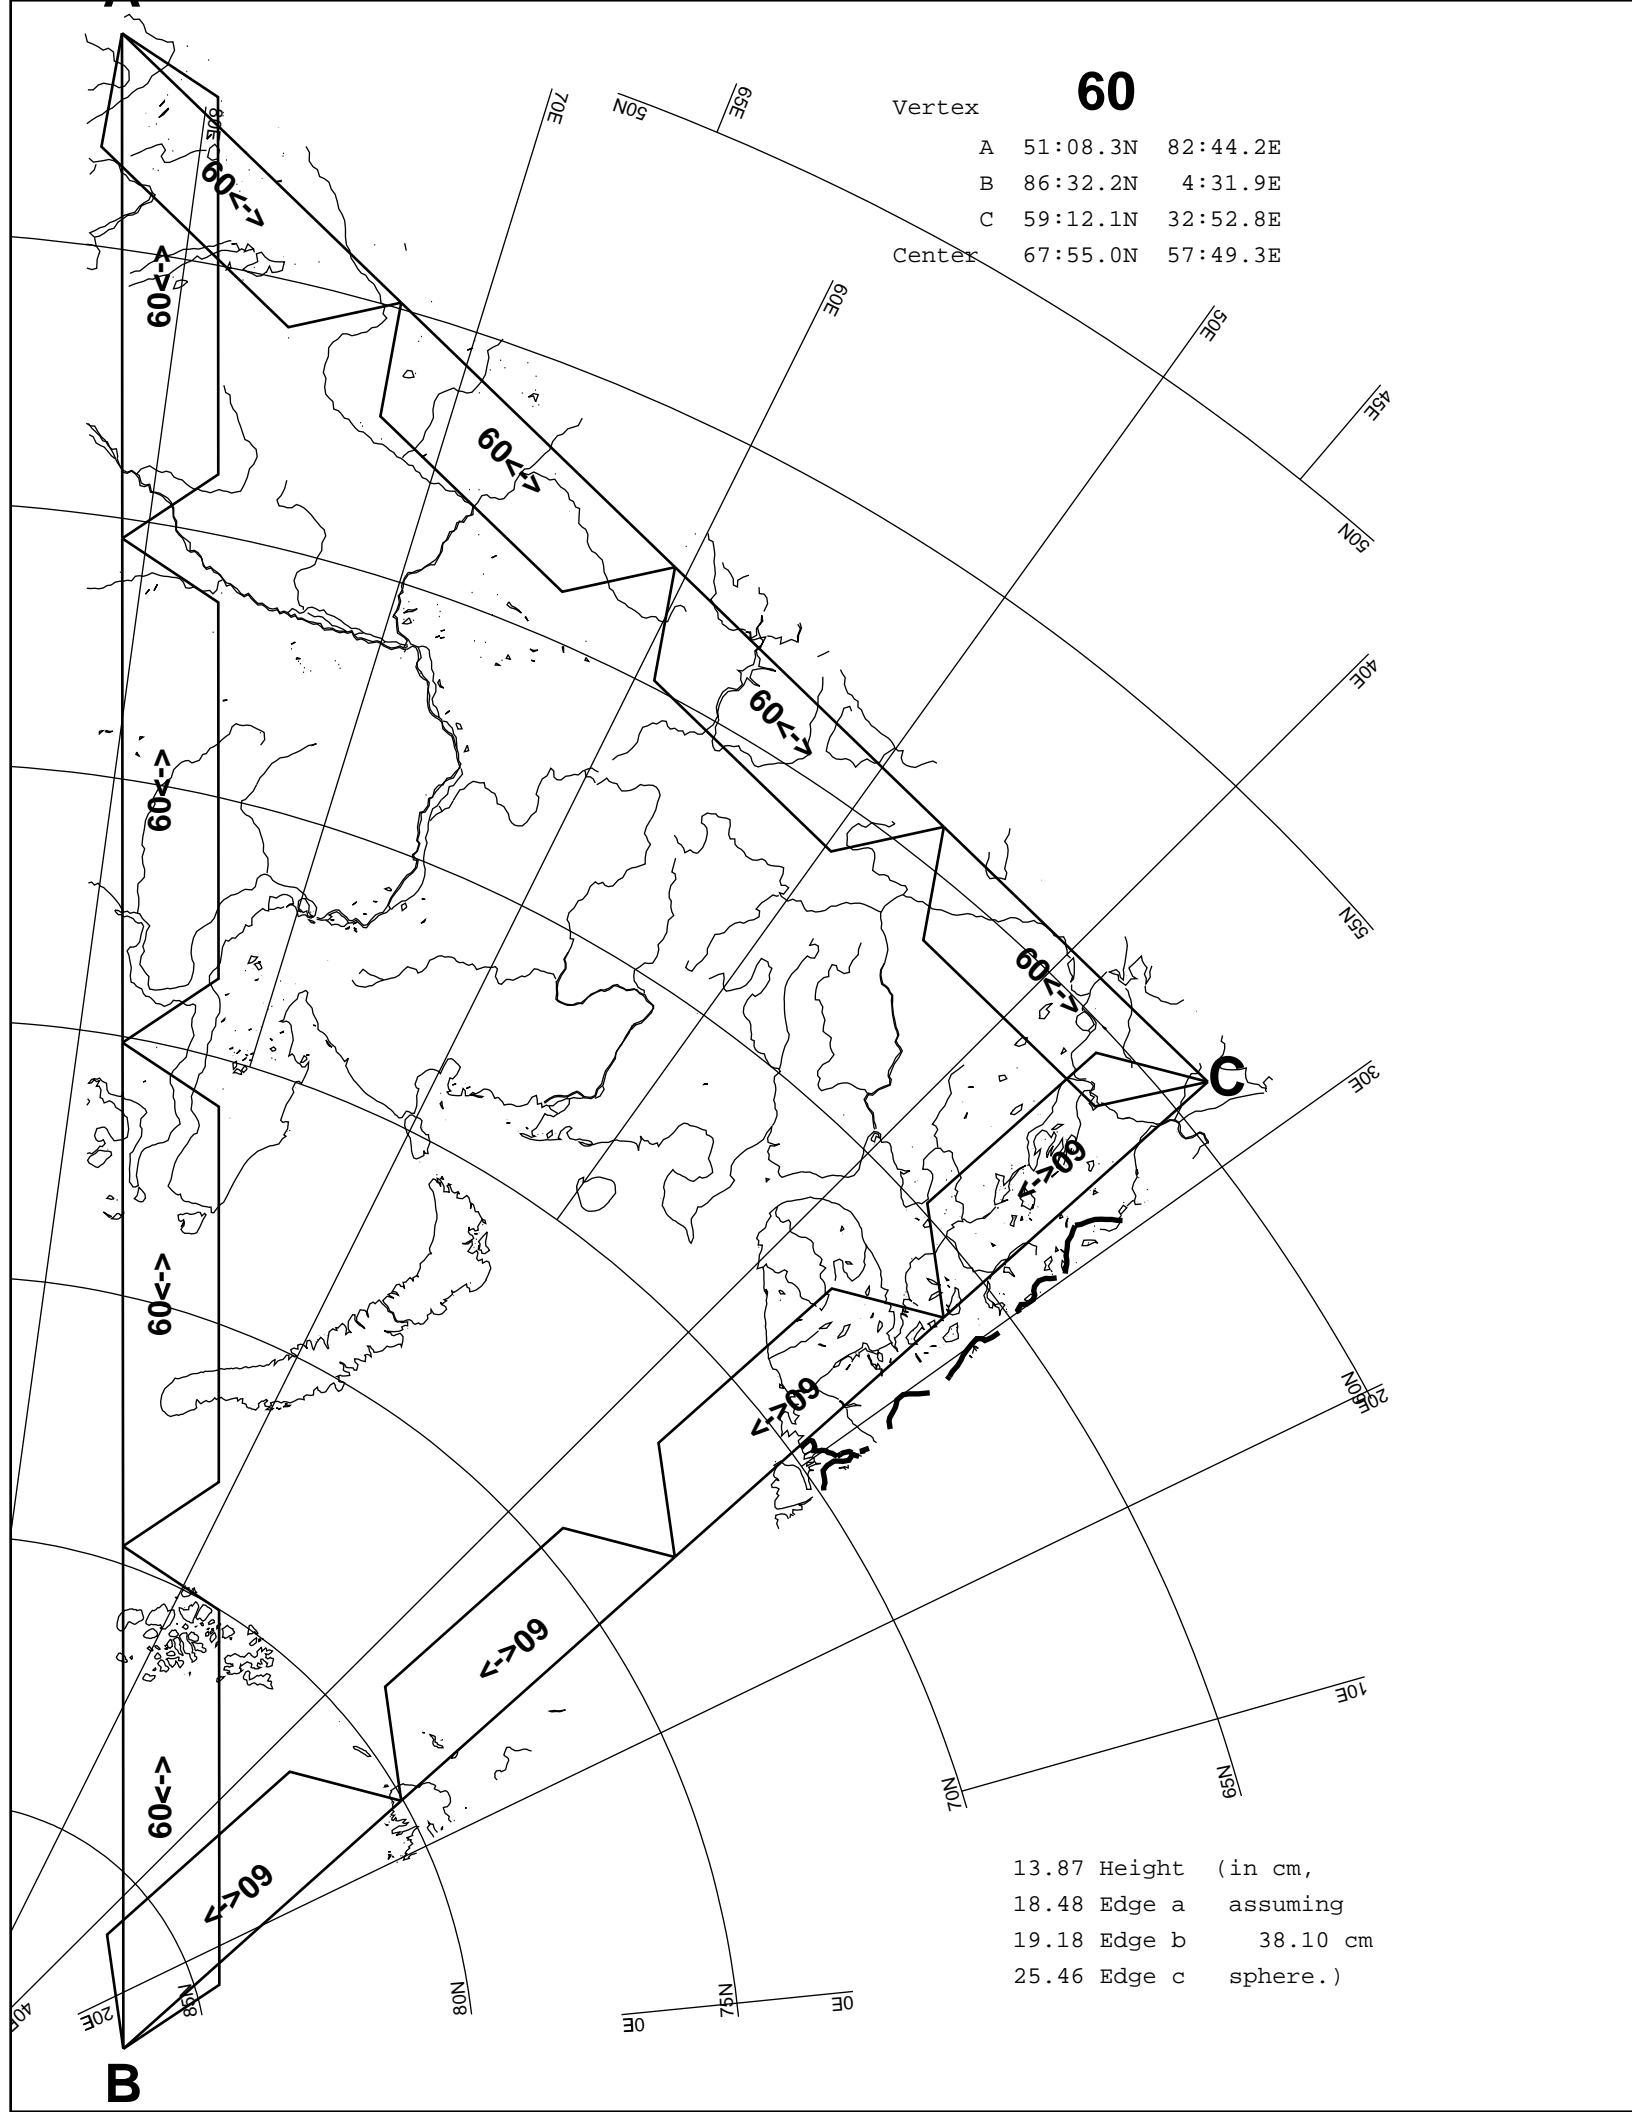 A
60
Vertex
A 51:08.3N 82:44.2E
B 86:32.2N 4:31.9E
C 59:12.1N 32:52.8E
Center 67:55.0N 57:49.3E
80E
70E
50N
65E
60E
50E
45E
50N
40E
55N
30E
C
60N
20E
10E
65N
70N
0E
75N
0E
80N
85N
20E
40E
B
60<->
60<->
60<->
60<->
60<->
60<->
60<->
60<->
60<->
60<->
60<->
60<->
13.87 Height (in cm,
18.48 Edge a assuming
19.18 Edge b 38.10 cm
25.46 Edge c sphere.)